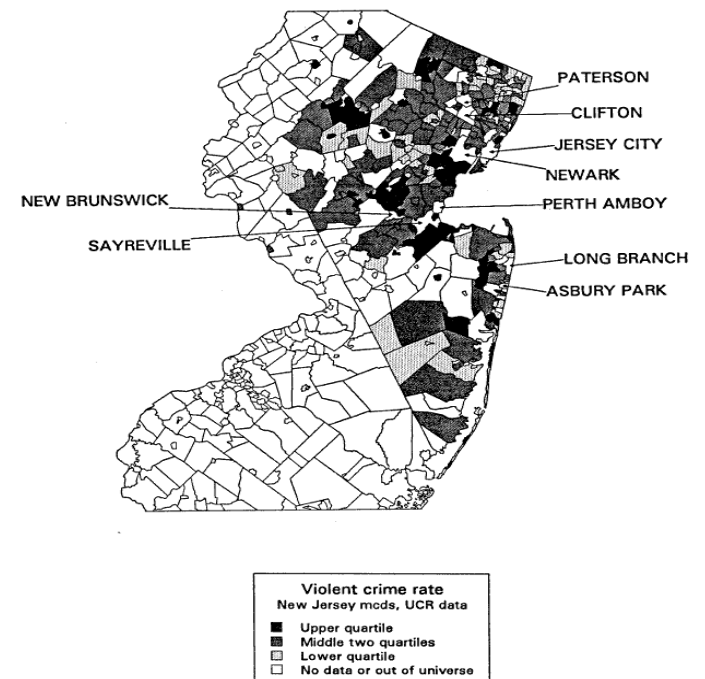 PATERSON
CLIFTON
JERSEY CITY
NEWARK
NEW BRUNSWICK
PERTH AMBOY
SAYREVILLE
LONG BRANCH
ASBURY PARK
Violent crime rate
New Jersey mcds, UCR data
Upper quartile
Middle two quartiles
Lower quartile
No data or out of universe